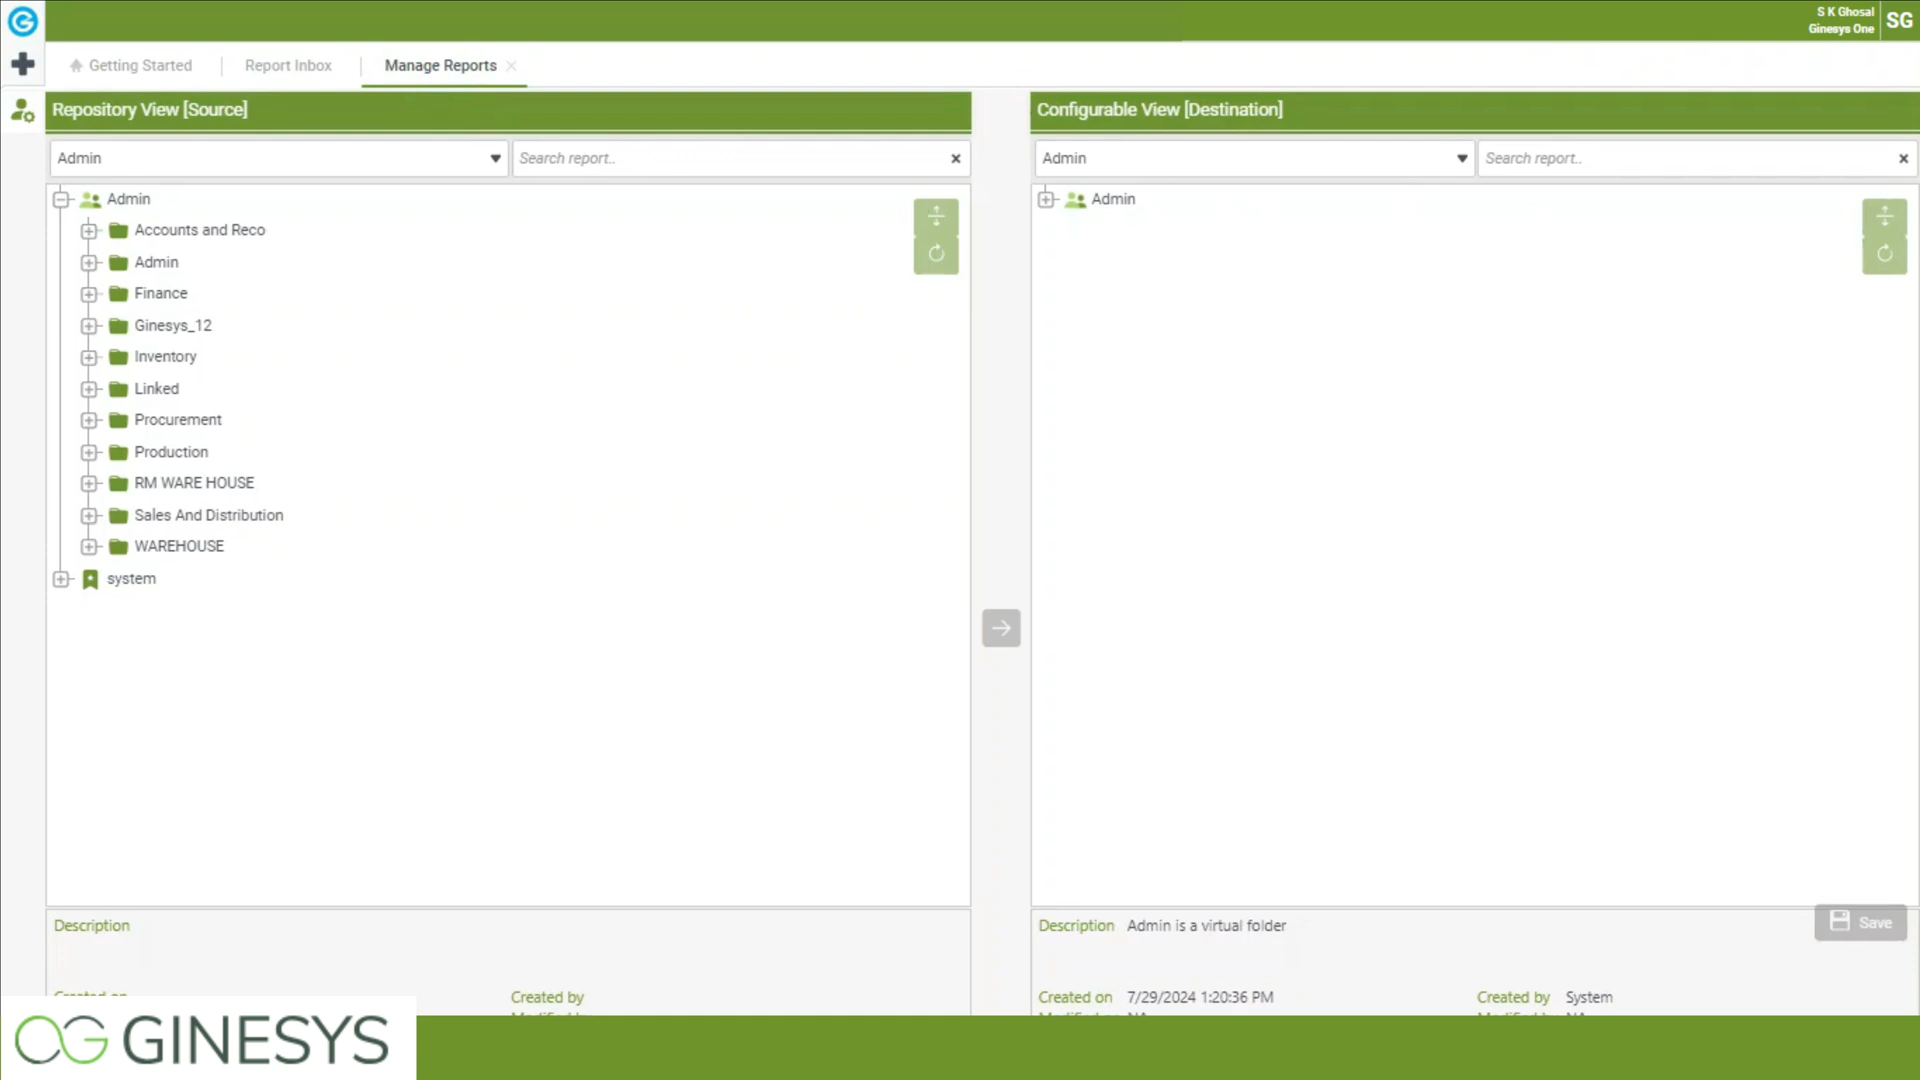 S K Ghosal
Ginesys One
SG
Getting Started
Report Inbox
Manage Reports
Repository View [Source]
Configurable View [Destination]
Admin
Search report..
Admin
Search report..
Admin
Accounts and Reco
Admin
Finance
Ginesys_12
Inventory
Linked
Procurement
Production
RM WARE HOUSE
Sales And Distribution
WAREHOUSE
system
Admin
Description
Description Admin is a virtual folder
Save
Created on
Created by
Created on 7/29/2024 1:20:36 PM
Created by System
GINESYS